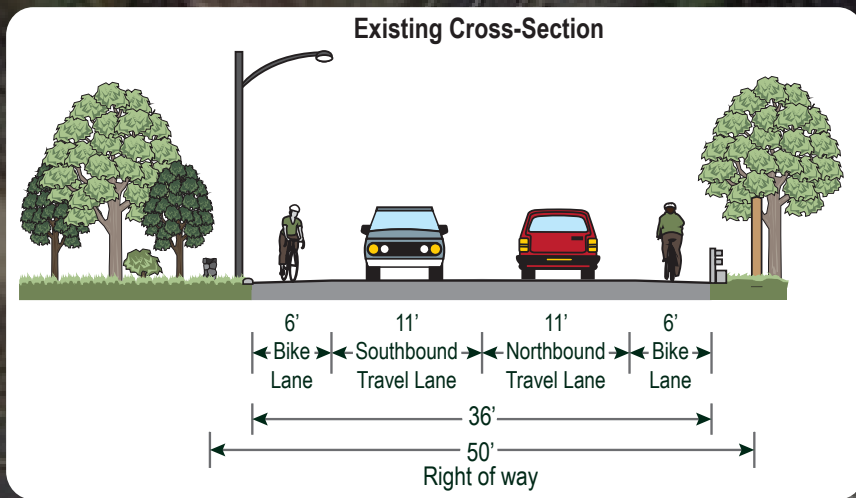 Existing Cross-Section
6’ 11’ 11’ 6’
Bike Southbound Northbound Bike
Lane Travel Lane Travel Lane Lane
36’
50’
Right of way